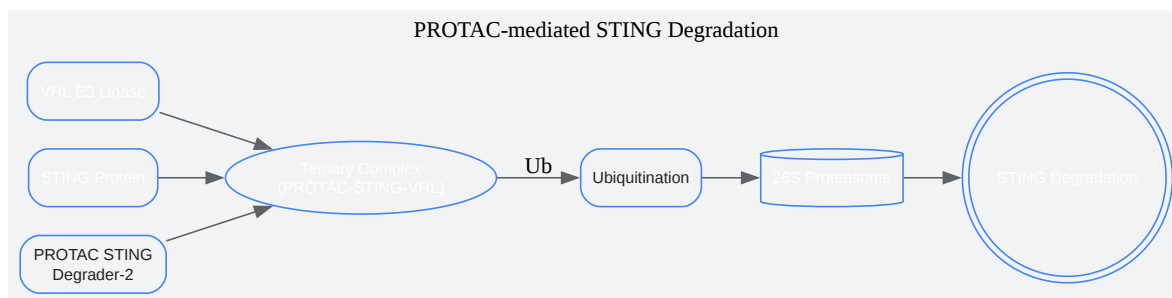 PROTAC-mediated STING Degradation
VHL E3 Ligase
STING Protein
PROTAC STING
Degrader-2
Ternary Complex
(PROTAC-STING-VHL)
Ub
Ubiquitination
26S Proteasome
STING Degradation